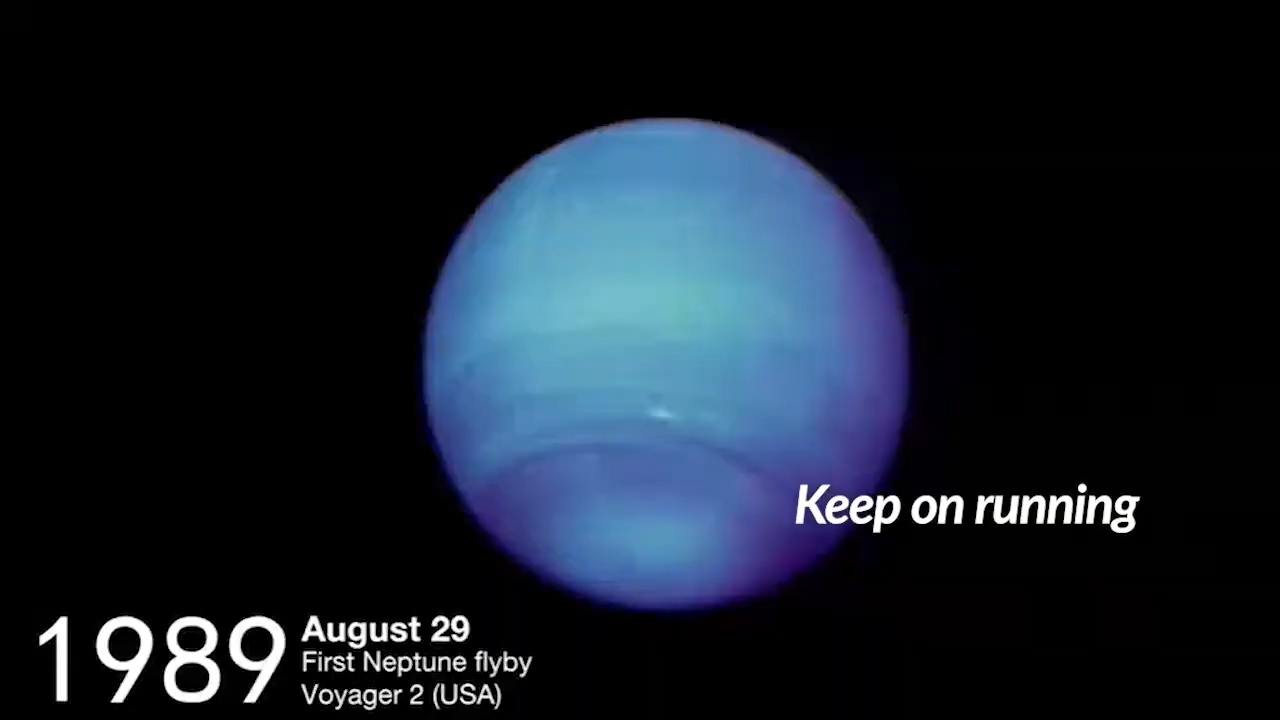 Keep on running
1989
August 29
First Neptune flyby
Voyager 2 (USA)